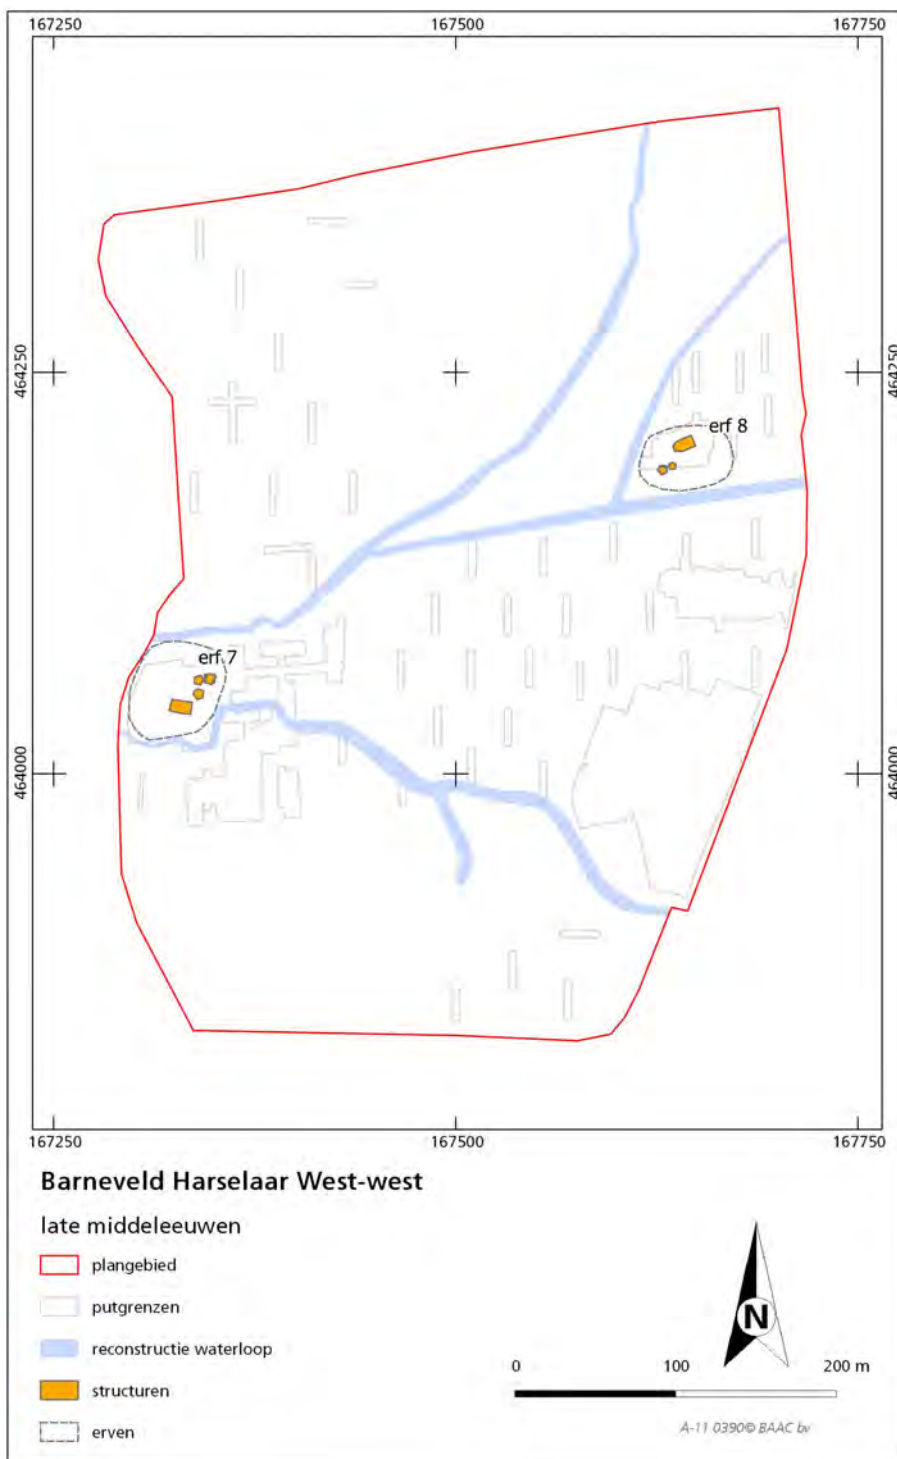 167250 167500 167750
464250 464250
erf 8
erf 7
464000 464000
167250 167500 167750
Barneveld Harselaar West-west
late middeleeuwen
plangebied
putgrenzen
reconstructie waterloop
structuren
erven
N
0 100 200 m
A-11 0390© BAAC bv